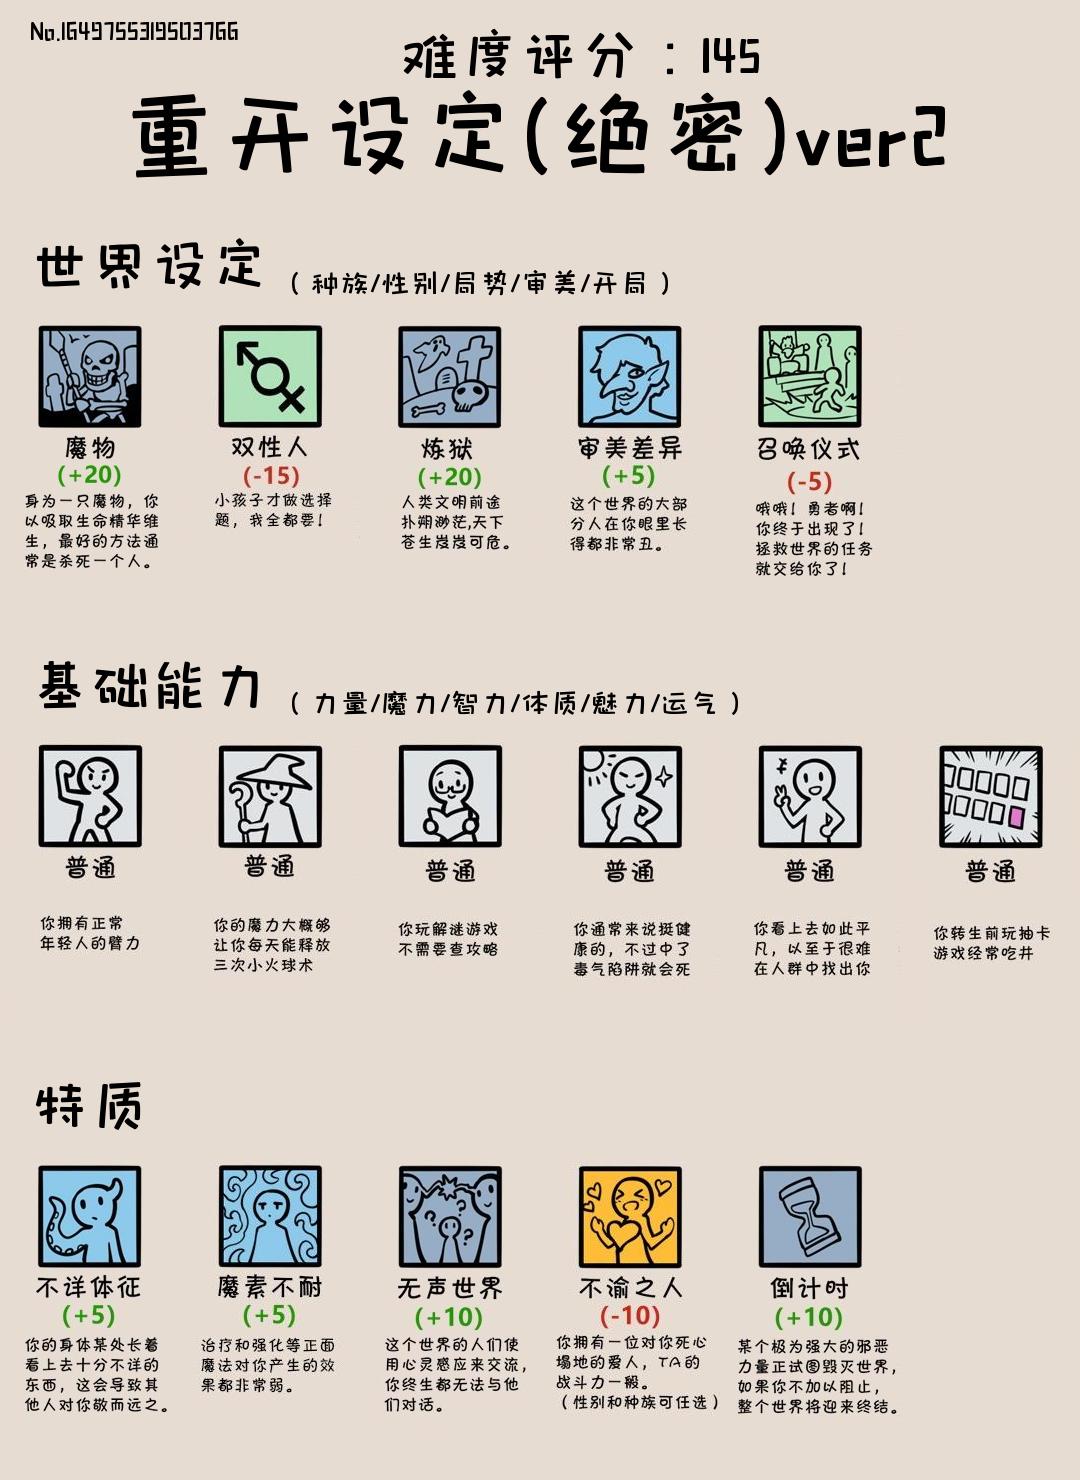 No.1649755319503766
难度评分：145
重开设定(绝密)ver2
世界设定（种族/性别/局势/审美/开局）
魔物
(+20)
身为一只魔物，你
以吸取生命精华维
生，最好的方法通
常是杀死一个人。
双性人
(-15)
小孩子才做选择
题，我全都要！
炼狱
(+20)
人类文明前途
扑朔渺茫,天下
苍生岌岌可危。
审美差异
(+5)
这个世界的大部
分人在你眼里长
得都非常丑。
召唤仪式
(-5)
哦哦！勇者啊！
你终于出现了！
拯救世界的任务
就交给你了！
基础能力（力量/魔力/智力/体质/魅力/运气）
普通
你拥有正常
年轻人的臂力
普通
你的魔力大概够
让你每天能释放
三次小火球术
普通
你玩解谜游戏
不需要查攻略
普通
你通常来说挺健
康的，不过中了
毒气陷阱就会死
普通
你看上去如此平
凡，以至于很难
在人群中找出你
普通
你转生前玩抽卡
游戏经常吃井
特质
不详体征
(+5)
你的身体某处长着
看上去十分不详的
东西，这会导致其
他人对你敬而远之。
魔素不耐
(+5)
治疗和强化等正面
魔法对你产生的效
果都非常弱。
无声世界
(+10)
这个世界的人们使
用心灵感应来交流，
你终生都无法与他
们对话。
不渝之人
(-10)
你拥有一位对你死心
塌地的爱人，TA的
战斗力一般。
（性别和种族可任选）
倒计时
(+10)
某个极为强大的邪恶
力量正试图毁灭世界，
如果你不加以阻止，
整个世界将迎来终结。